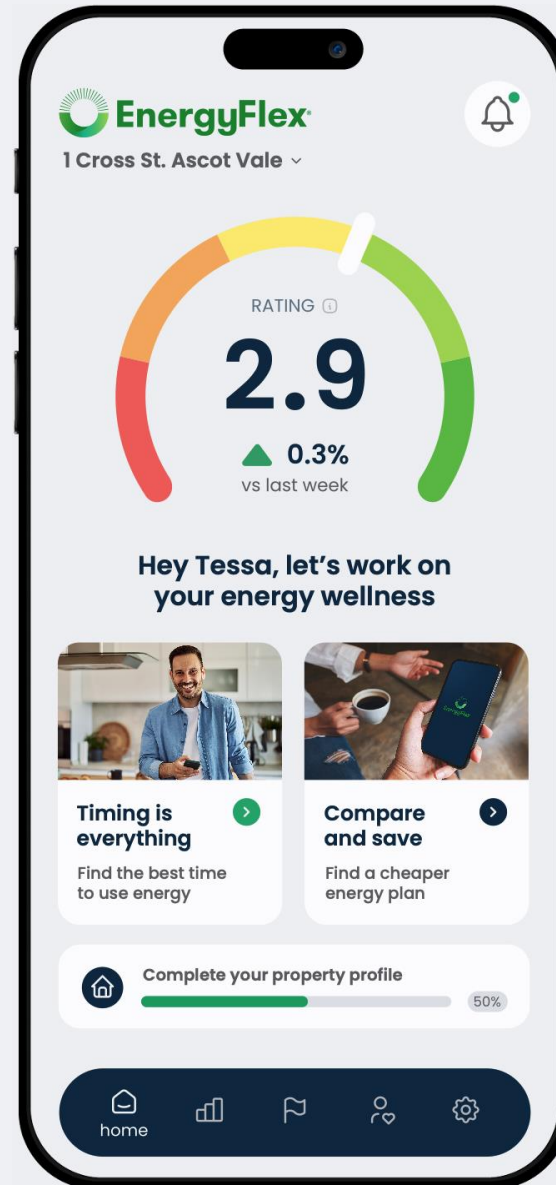 EnergyFlex
1 Cross St. Ascot Vale
RATING
2.9
0.3%
vs last week
Hey Tessa, let’s work on
your energy wellness
EnergyFlex
Timing is
everything
Find the best time
to use energy
Compare
and save
Find a cheaper
energy plan
Complete your property profile
50%
home